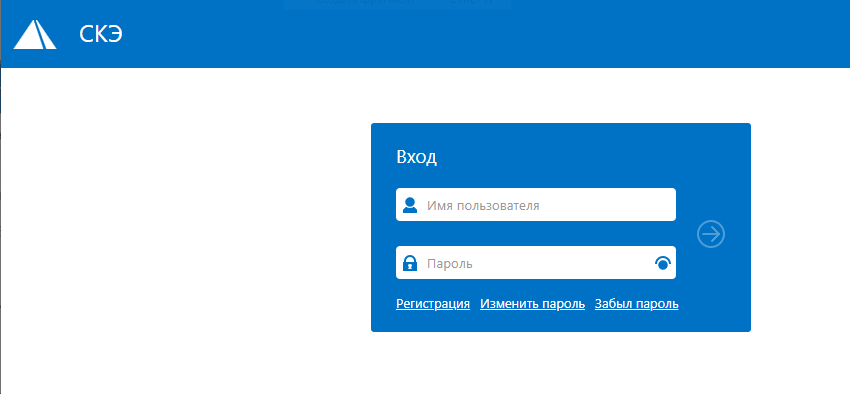 СКЭ
Вход
Имя пользователя
Пароль
Регистрация Изменить пароль Забыл пароль